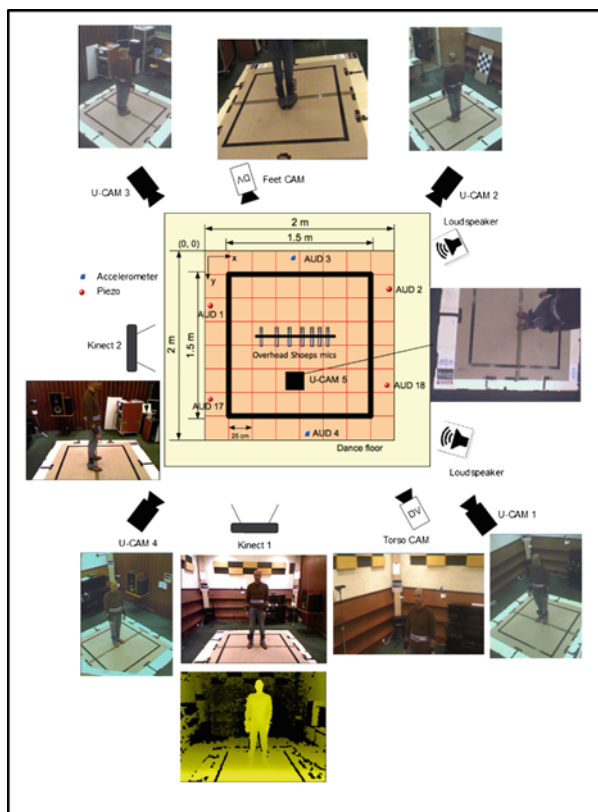 U-CAM 3
DV
Feet CAM
U-CAM 2
Loudspeaker
2 m
1.5 m
(0, 0)
x
y
AUD 3
Accelerometer
Piezo
AUD 2
AUD 1
Kinect 2
2 m
1.5 m
Overhead Shoeps mics
U-CAM 5
AUD 18
AUD 17
25 cm
AUD 4
Dance floor
Loudspeaker
U-CAM 4
Kinect 1
DV
Torso CAM
U-CAM 1